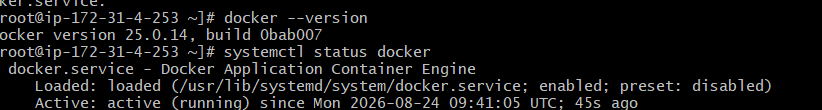 ker.service.
[root@ip-172-31-4-253 ~]# docker --version
ocker version 25.0.14, build 0bab007
[root@ip-172-31-4-253 ~]# systemctl status docker
docker.service - Docker Application Container Engine
Loaded: loaded (/usr/lib/systemd/system/docker.service; enabled; preset: disabled)
Active: active (running) since Mon 2026-08-24 09:41:05 UTC; 45s ago